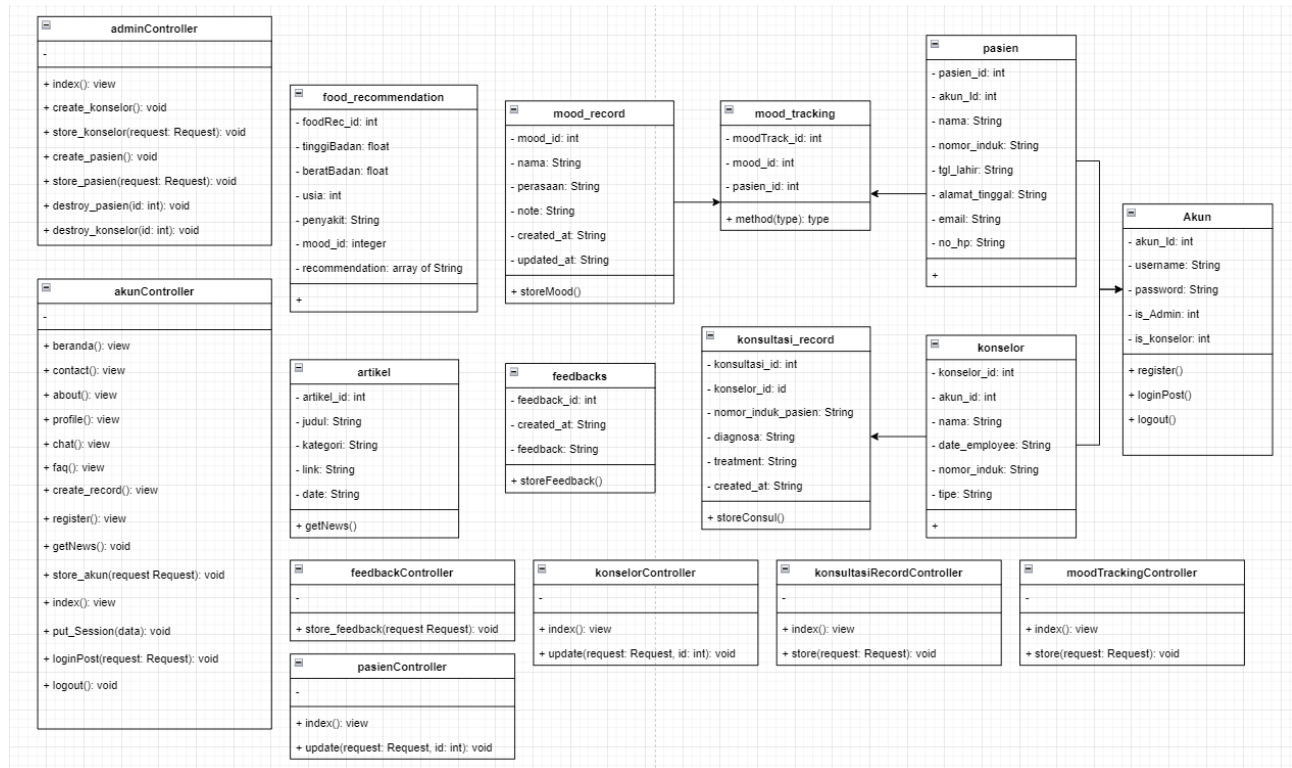 adminController
-
+ index(): view
+ create_konselor(): void
+ store_konselor(request: Request): void
+ create_pasien(): void
+ store_pasien(request: Request): void
+ destroy_pasien(id: int): void
+ destroy_konselor(id: int): void
akunController
-
+ beranda(): view
+ contact(): view
+ about(): view
+ profile(): view
+ chat(): view
+ faq(): view
+ create_record(): view
+ register(): view
+ getNews(): void
+ store_akun(request Request): void
+ index(): view
+ put_Session(data): void
+ loginPost(request: Request): void
+ logout(): void
food_recommendation
- foodRec_id: int
- tinggiBadan: float
- beratBadan: float
- usia: int
- penyakit: String
- mood_id: integer
- recommendation: array of String
+
artikel
- artikel_id: int
- judul: String
- kategori: String
- link: String
- date: String
+ getNews()
mood_record
- mood_id: int
- nama: String
- perasaan: String
- note: String
- created_at: String
- updated_at: String
+ storeMood()
feedbacks
- feedback_id: int
- created_at: String
- feedback: String
+ storeFeedback()
mood_tracking
- moodTrack_id: int
- mood_id: int
- pasien_id: int
+ method(type): type
konsultasi_record
- konsultasi_id: int
- konselor_id: id
- nomor_induk_pasien: String
- diagnosa: String
- treatment: String
- created_at: String
+ storeConsul()
pasien
- pasien_id: int
- akun_Id: int
- nama: String
- nomor_induk: String
- tgl_lahir: String
- alamat_tinggal: String
- email: String
- no_hp: String
+
konselor
- konselor_id: int
- akun_id: int
- nama: String
- date_employee: String
- nomor_induk: String
- tipe: String
+
Akun
- akun_Id: int
- username: String
- password: String
- is_Admin: int
- is_konselor: int
+ register()
+ loginPost()
+ logout()
feedbackController
-
+ store_feedback(request Request): void
pasienController
-
+ index(): view
+ update(request: Request, id: int): void
konselorController
-
+ index(): view
+ update(request: Request, id: int): void
konsultasiRecordController
-
+ index(): view
+ store(request: Request): void
moodTrackingController
-
+ index(): view
+ store(request: Request): void